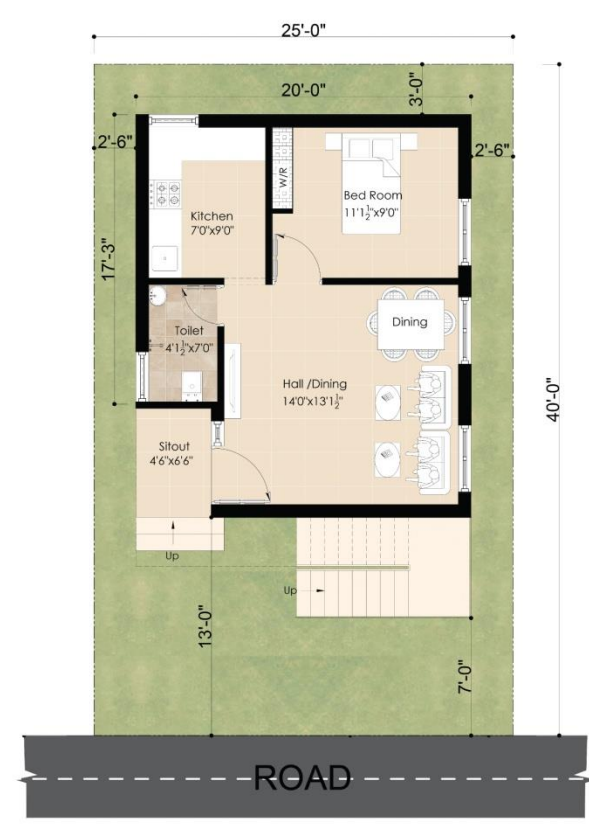 25'-0"
20'-0"
3'-0"
2'-6"
2'-6"
W/R
Bed Room
11'1½"x9'0"
Kitchen
7'0"x9'0"
17'-3"
Toilet
4'1½"x7'0"
Dining
Hall /Dining
14'0"x13'1½"
40'-0"
Sitout
4'6"x6'6"
Up
Up
13'-0"
7'-0"
ROAD